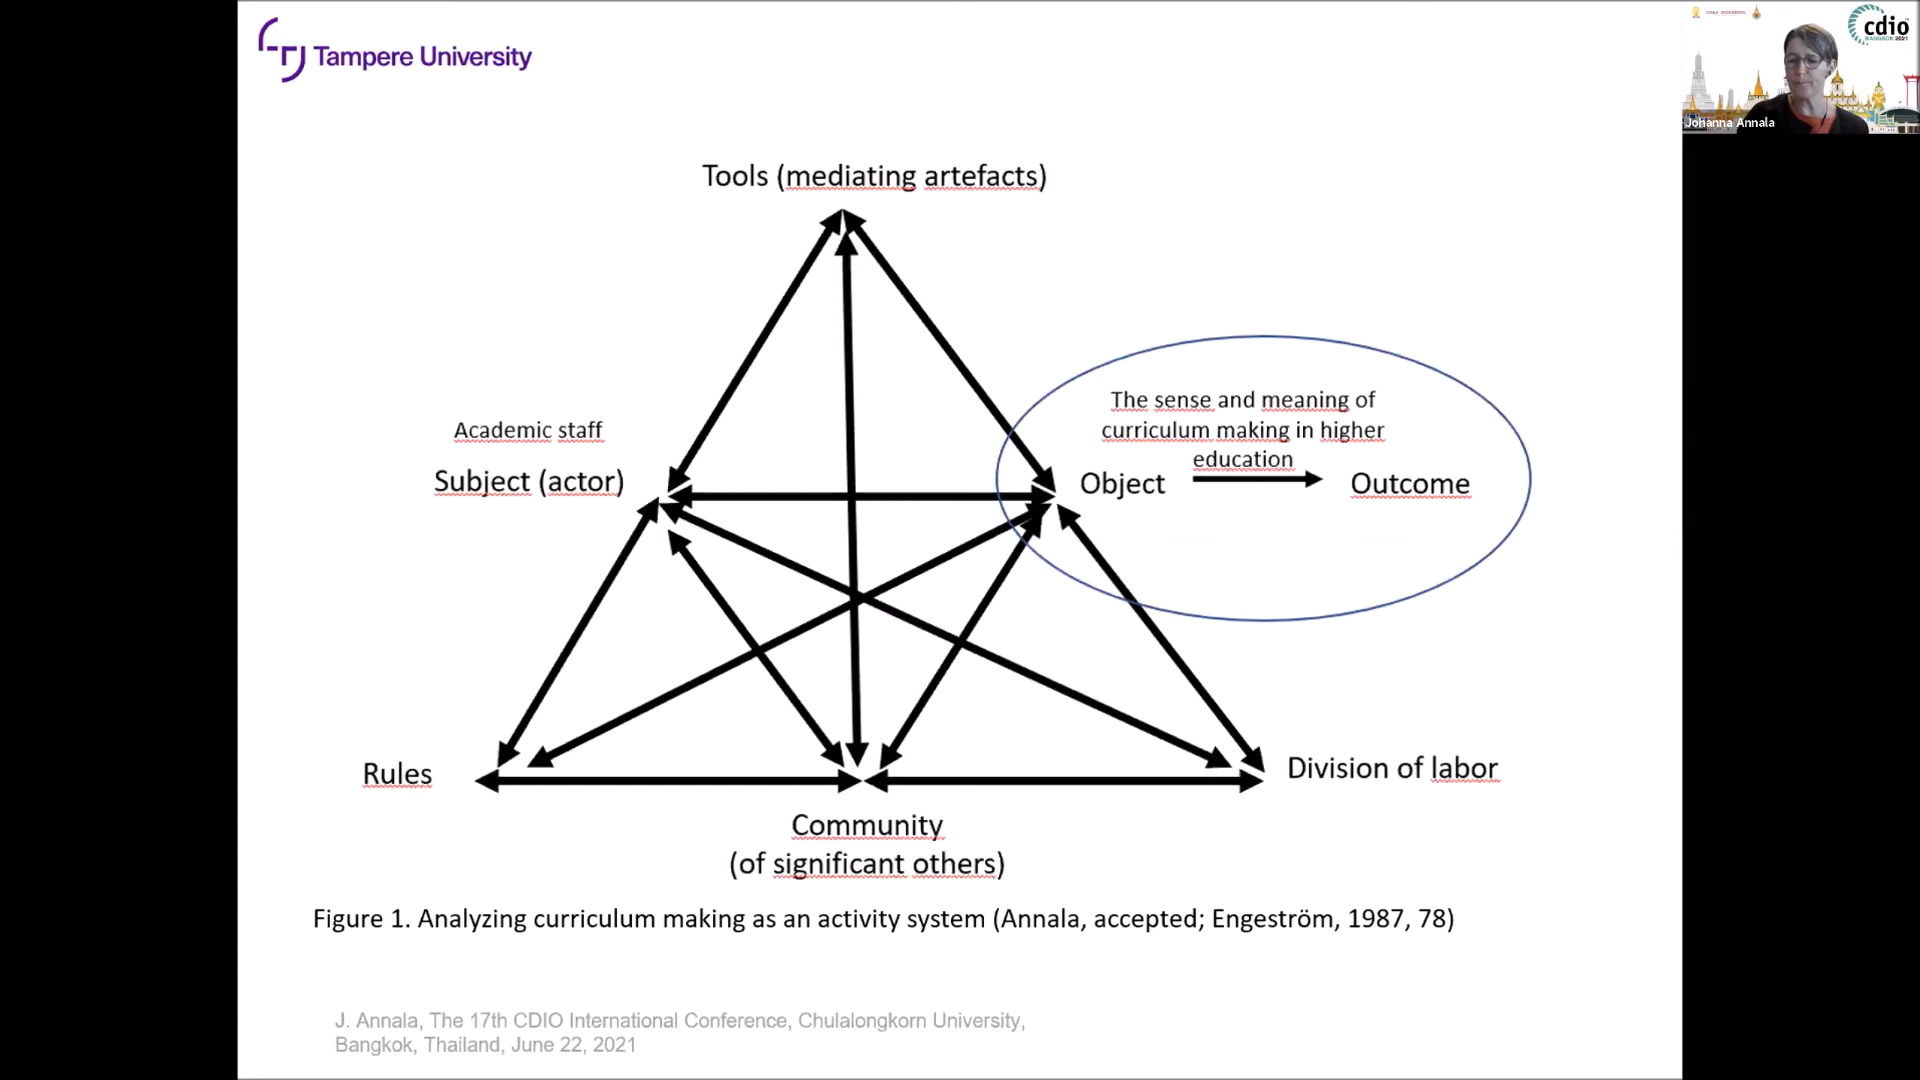 Tampere University
cdio
BANGKOK 2021
Johanna Annala
Tools (mediating artefacts)
The sense and meaning of
curriculum making in higher
education
Academic staff
Subject (actor)
Object
Outcome
Rules
Division of labor
Community
(of significant others)
Figure 1. Analyzing curriculum making as an activity system (Annala, accepted; Engeström, 1987, 78)
J. Annala, The 17th CDIO International Conference, Chulalongkorn University,
Bangkok, Thailand, June 22, 2021